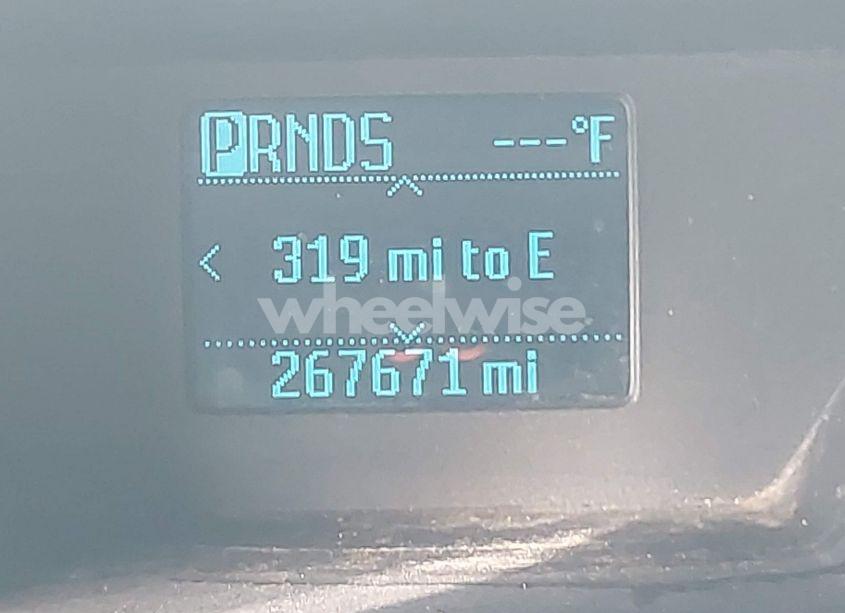 PRNDS ---°F
319 mi to E
wheelwise
267671 mi